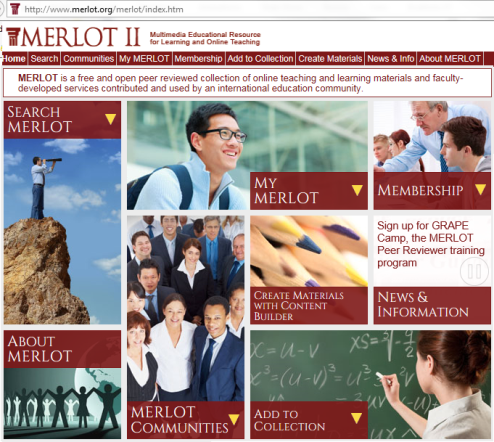 http://www.merlot.org/merlot/index.htm
MERLOT II
Multimedia Educational Resource
for Learning and Online Teaching
Home Search Communities My MERLOT Membership Add to Collection Create Materials News & Info About MERLOT
MERLOT is a free and open peer reviewed collection of online teaching and learning materials and faculty-
developed services contributed and used by an international education community.
SEARCH
MERLOT
MY
MERLOT
MEMBERSHIP
Sign up for GRAPE
Camp, the MERLOT
Peer Reviewer training
program
CREATE MATERIALS
WITH CONTENT
BUILDER
NEWS &
INFORMATION
ABOUT
MERLOT
MERLOT
COMMUNITIES
ADD TO
COLLECTION